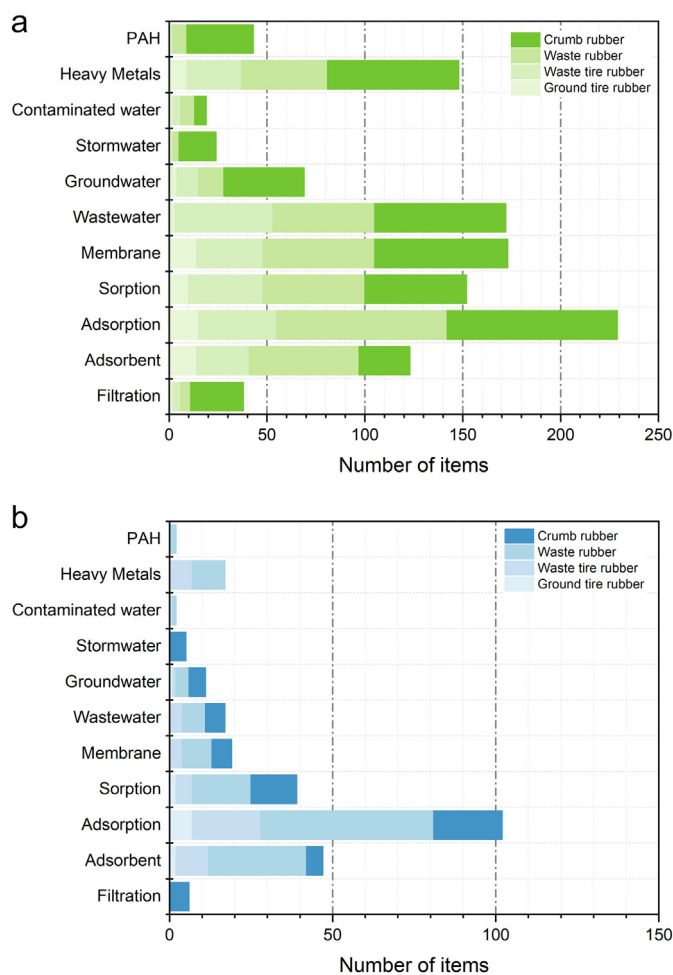 a
Crumb rubber
Waste rubber
Waste tire rubber
Ground tire rubber
PAH
Heavy Metals
Contaminated water
Stormwater
Groundwater
Wastewater
Membrane
Sorption
Adsorption
Adsorbent
Filtration
0 50 100 150 200 250
Number of items
b
Crumb rubber
Waste rubber
Waste tire rubber
Ground tire rubber
PAH
Heavy Metals
Contaminated water
Stormwater
Groundwater
Wastewater
Membrane
Sorption
Adsorption
Adsorbent
Filtration
0 50 100 150
Number of items